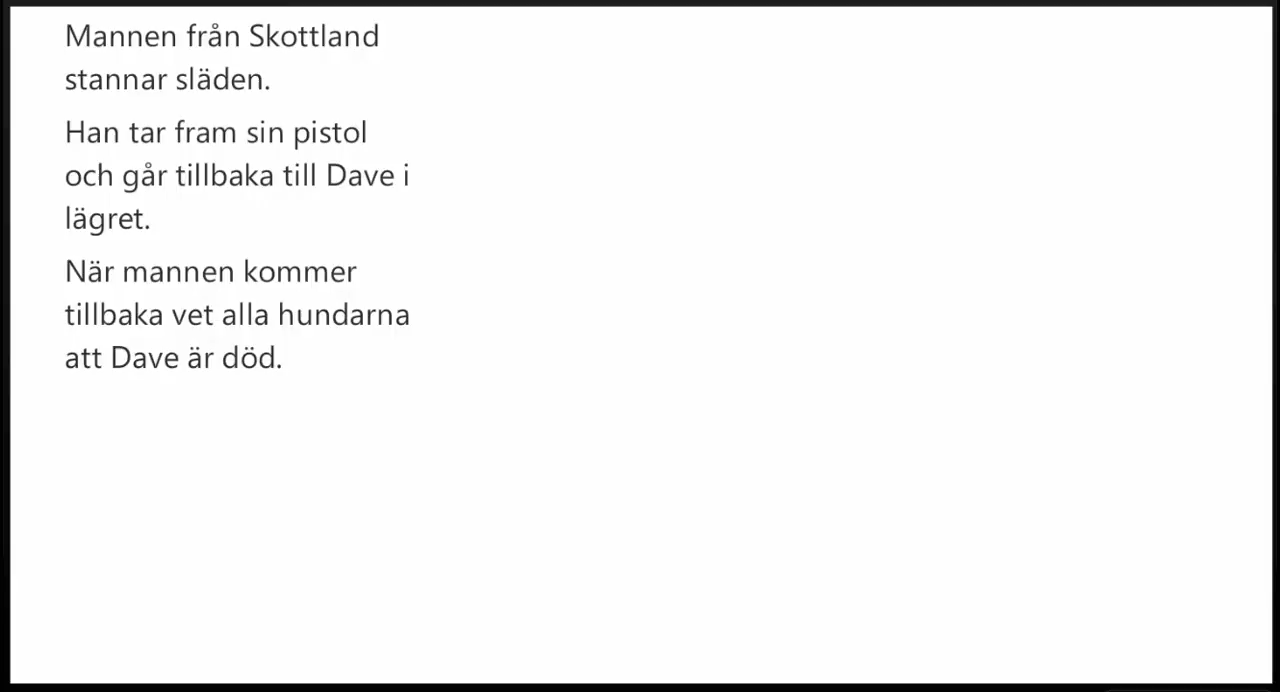 Mannen från Skottland
stannar släden.
Han tar fram sin pistol
och går tillbaka till Dave i
lägret.
När mannen kommer
tillbaka vet alla hundarna
att Dave är död.